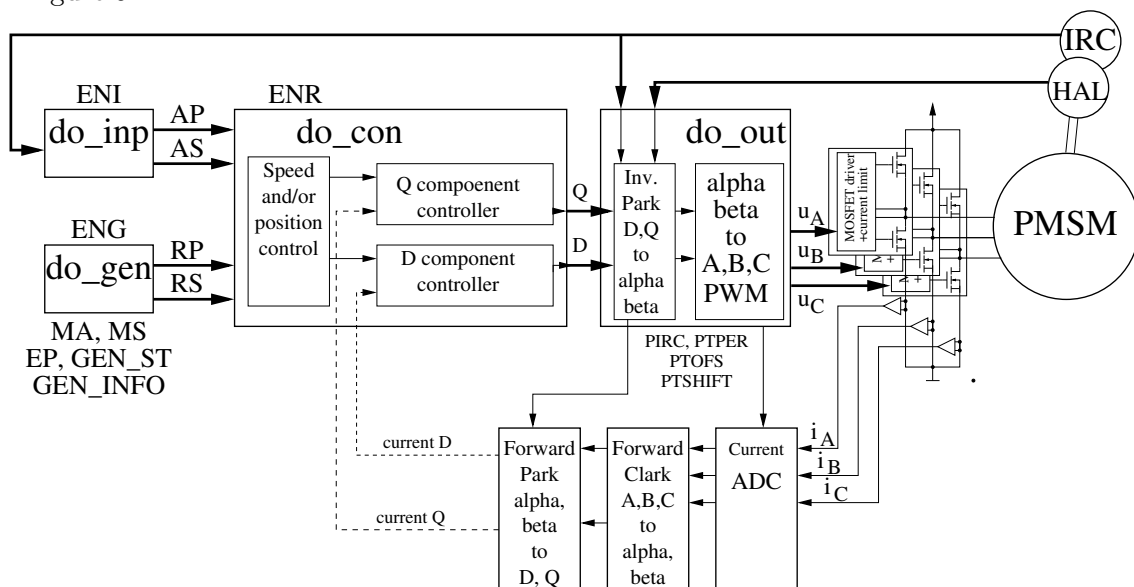 IRC
HAL
ENI
do_inp
AP
AS
ENR
do_con
Speed
and/or
position
control
Q compoenent
controller
D component
controller
Q
D
do_out
Inv.
Park
D,Q
to
alpha
beta
alpha
beta
to
A,B,C
PWM
u_A
u_B
u_C
MOSFET driver
+current limit
M
+
M
+
PMSM
ENG
do_gen
RP
RS
MA, MS
EP, GEN_ST
GEN_INFO
PIRC, PTPER
PTOFS
PTSHIFT
current D
current Q
Forward
Park
alpha,
beta
to
D, Q
Forward
Clark
A,B,C
to
alpha,
beta
Current
ADC
i_A
i_B
i_C